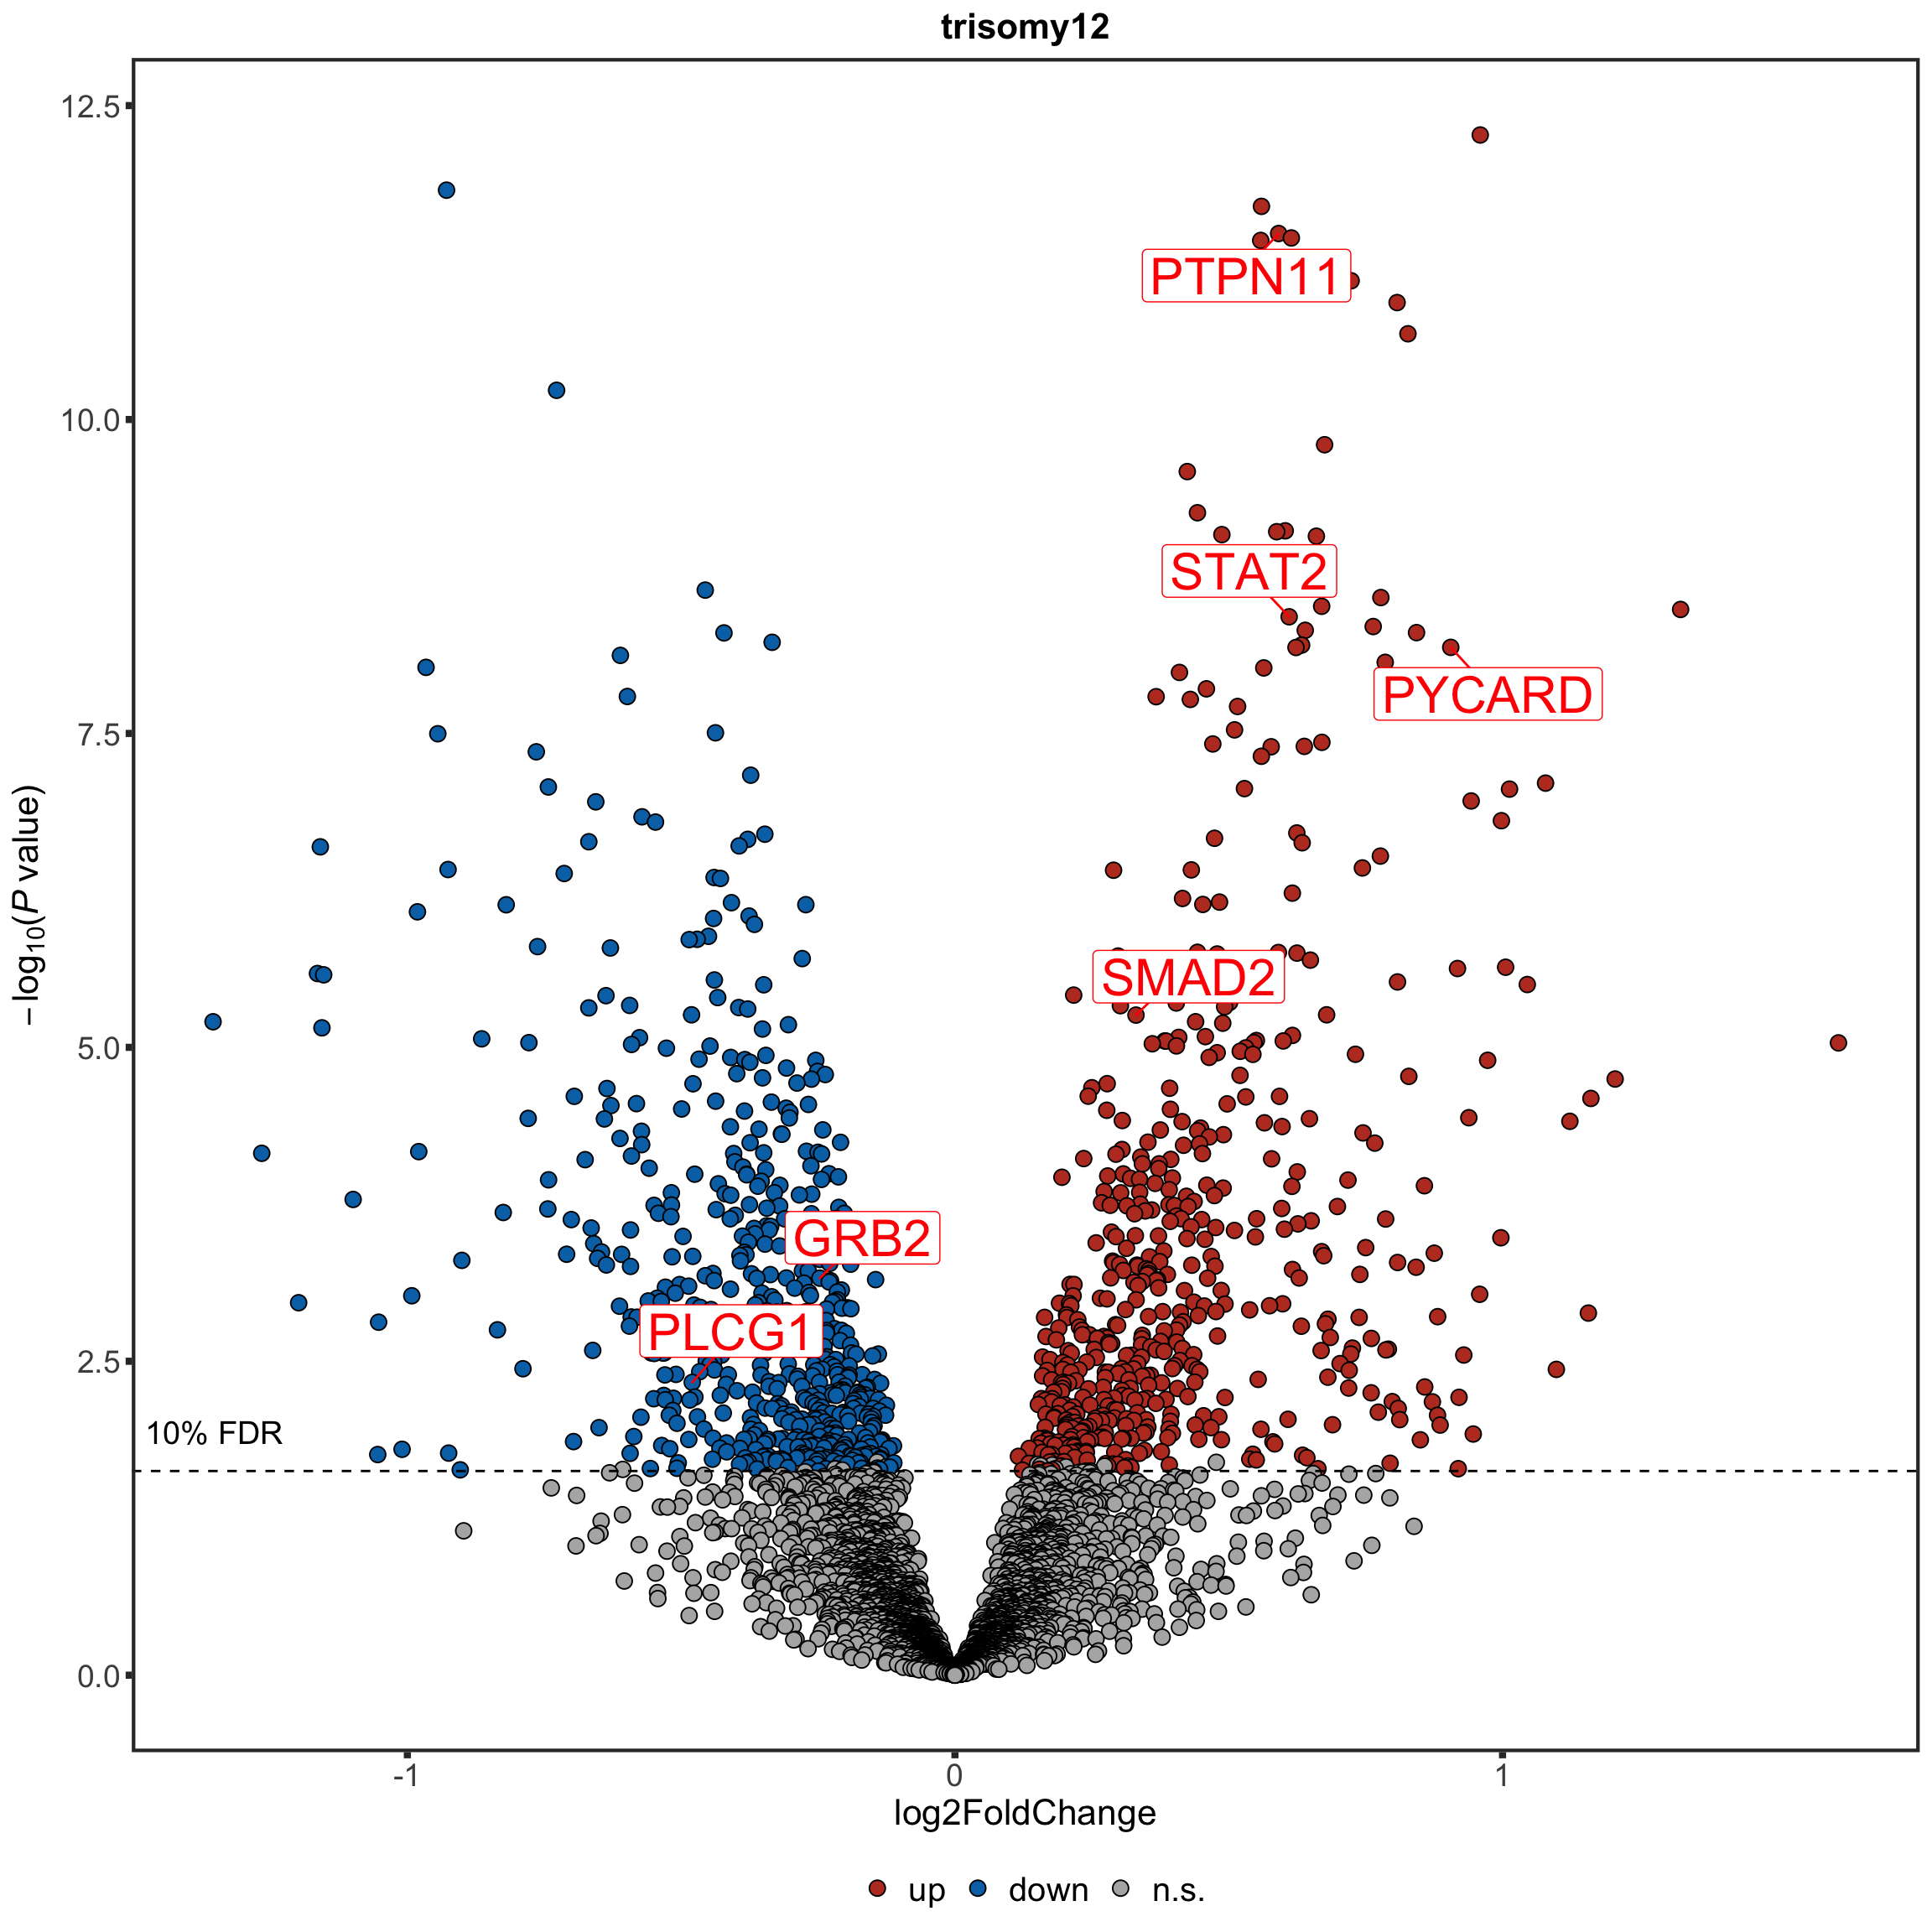 trisomy12
12.5
10.0
7.5
5.0
2.5
0.0
−log10(P value)
PTPN11
STAT2
PYCARD
SMAD2
GRB2
PLCG1
10% FDR
-1
0
1
log2FoldChange
up down n.s.